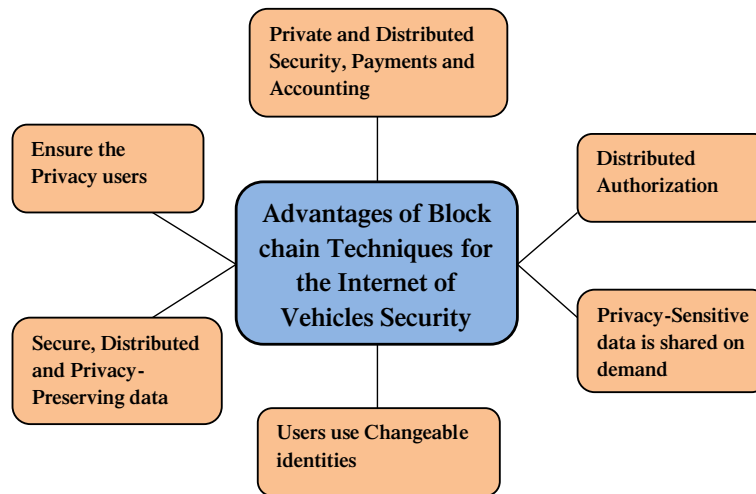 Private and Distributed
Security, Payments and
Accounting
Ensure the
Privacy users
Distributed
Authorization
Advantages of Block
chain Techniques for
the Internet of
Vehicles Security
Secure, Distributed
and Privacy-
Preserving data
Privacy-Sensitive
data is shared on
demand
Users use Changeable
identities